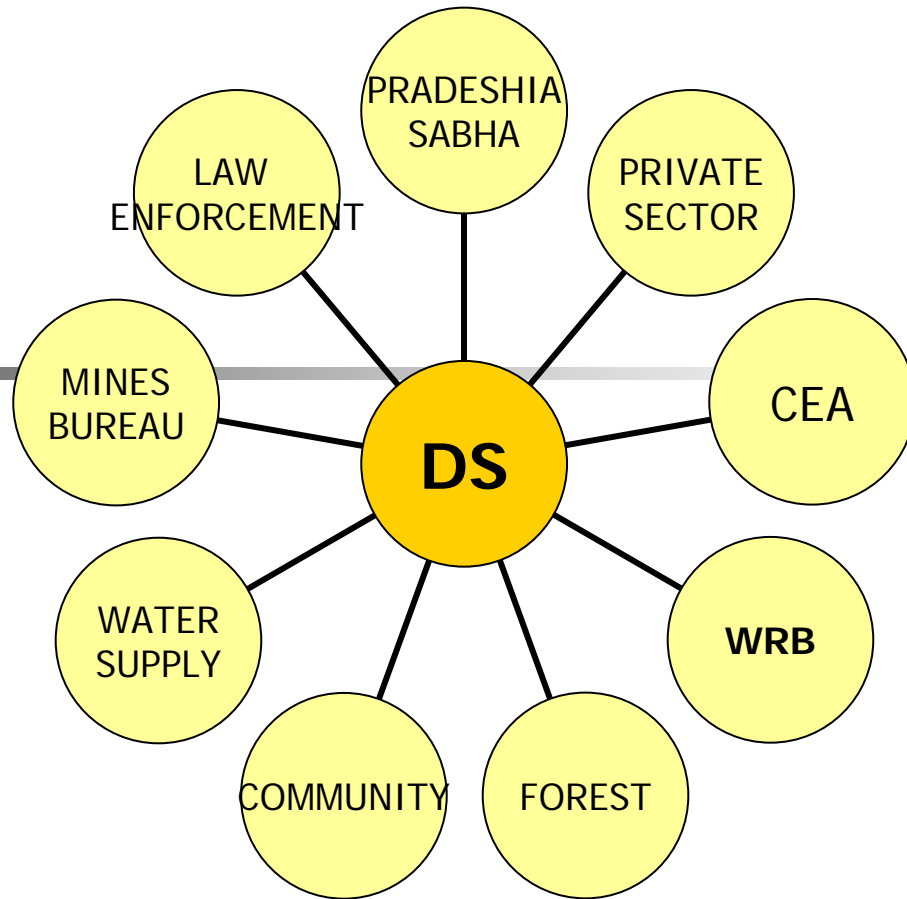 PRADESHIA
SABHA
LAW
ENFORCEMENT
PRIVATE
SECTOR
MINES
BUREAU
CEA
DS
WATER
SUPPLY
WRB
COMMUNITY
FOREST